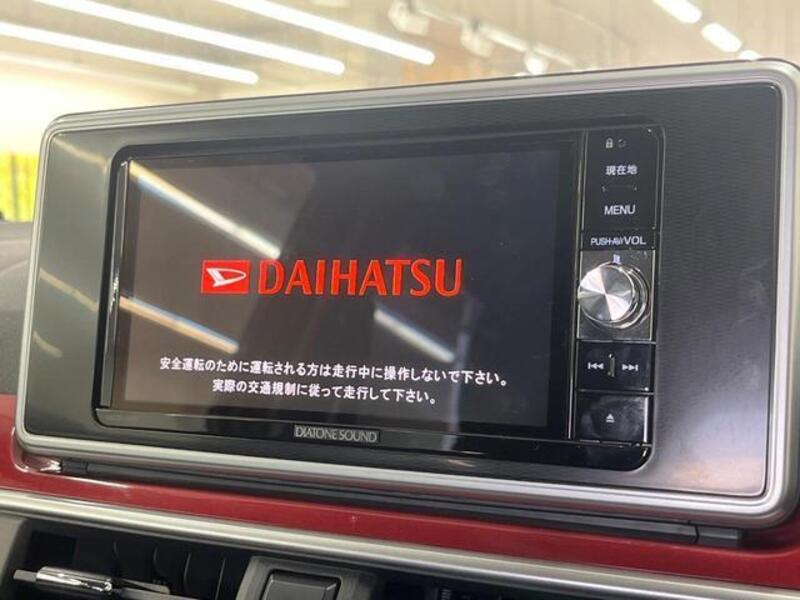 現在地
MENU
PUSH-AV/VOL
DAIHATSU
安全運転のために運転される方は走行中に操作しないで下さい。
実際の交通規制に従って走行して下さい。
DIATONE SOUND